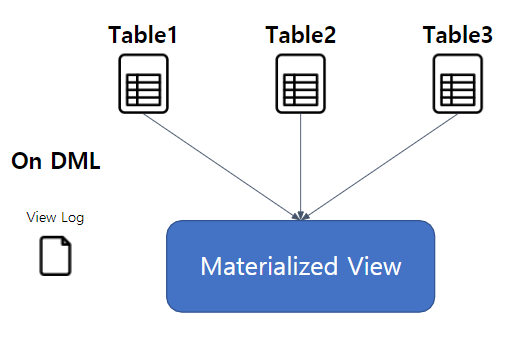 Table1
Table2
Table3
On DML
View Log
Materialized View